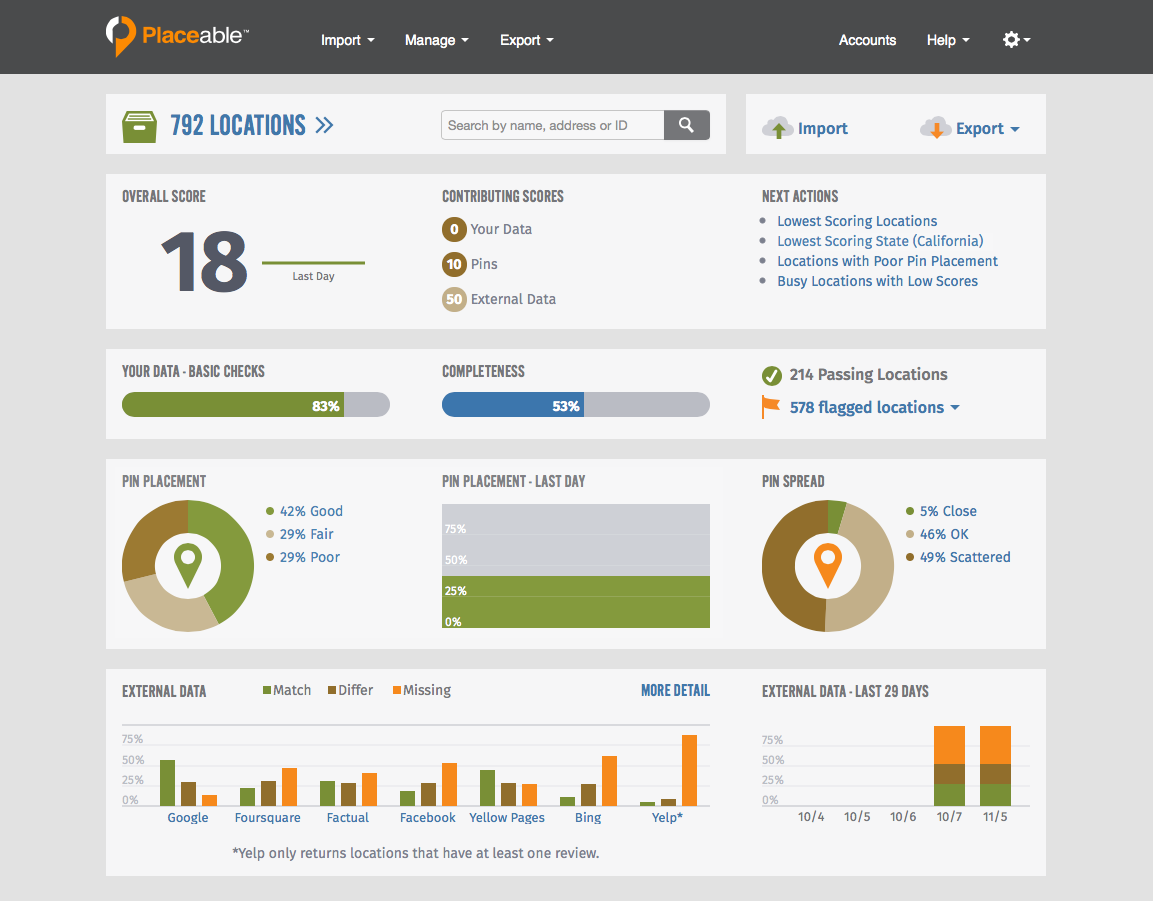 Placeable™
Import Manage Export Accounts Help
792 LOCATIONS
Search by name, address or ID
Import Export
OVERALL SCORE
18
Last Day
CONTRIBUTING SCORES
0 Your Data
10 Pins
50 External Data
NEXT ACTIONS
Lowest Scoring Locations
Lowest Scoring State (California)
Locations with Poor Pin Placement
Busy Locations with Low Scores
YOUR DATA - BASIC CHECKS
83%
COMPLETENESS
53%
214 Passing Locations
578 flagged locations
PIN PLACEMENT
42% Good
29% Fair
29% Poor
PIN PLACEMENT - LAST DAY
75%
50%
25%
0%
PIN SPREAD
5% Close
46% OK
49% Scattered
EXTERNAL DATA
Match Differ Missing
MORE DETAIL
75%
50%
25%
0%
Google Foursquare Factual Facebook Yellow Pages Bing Yelp*
*Yelp only returns locations that have at least one review.
EXTERNAL DATA - LAST 29 DAYS
75%
50%
25%
0%
10/4 10/5 10/6 10/7 11/5